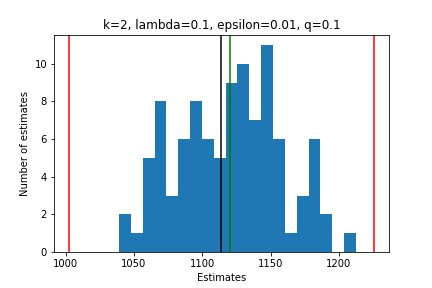 k=2, lambda=0.1, epsilon=0.01, q=0.1
Number of estimates
10
8
6
4
2
0
1000 1050 1100 1150 1200
Estimates